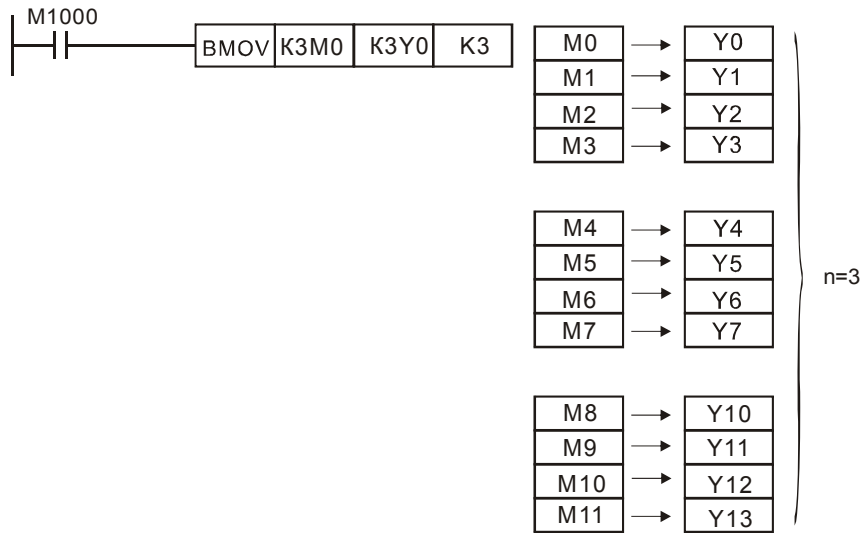 M1000
BMOV K3M0 K3Y0 K3
M0 Y0
M1 Y1
M2 Y2
M3 Y3
M4 Y4
M5 Y5
M6 Y6
M7 Y7
n=3
M8 Y10
M9 Y11
M10 Y12
M11 Y13